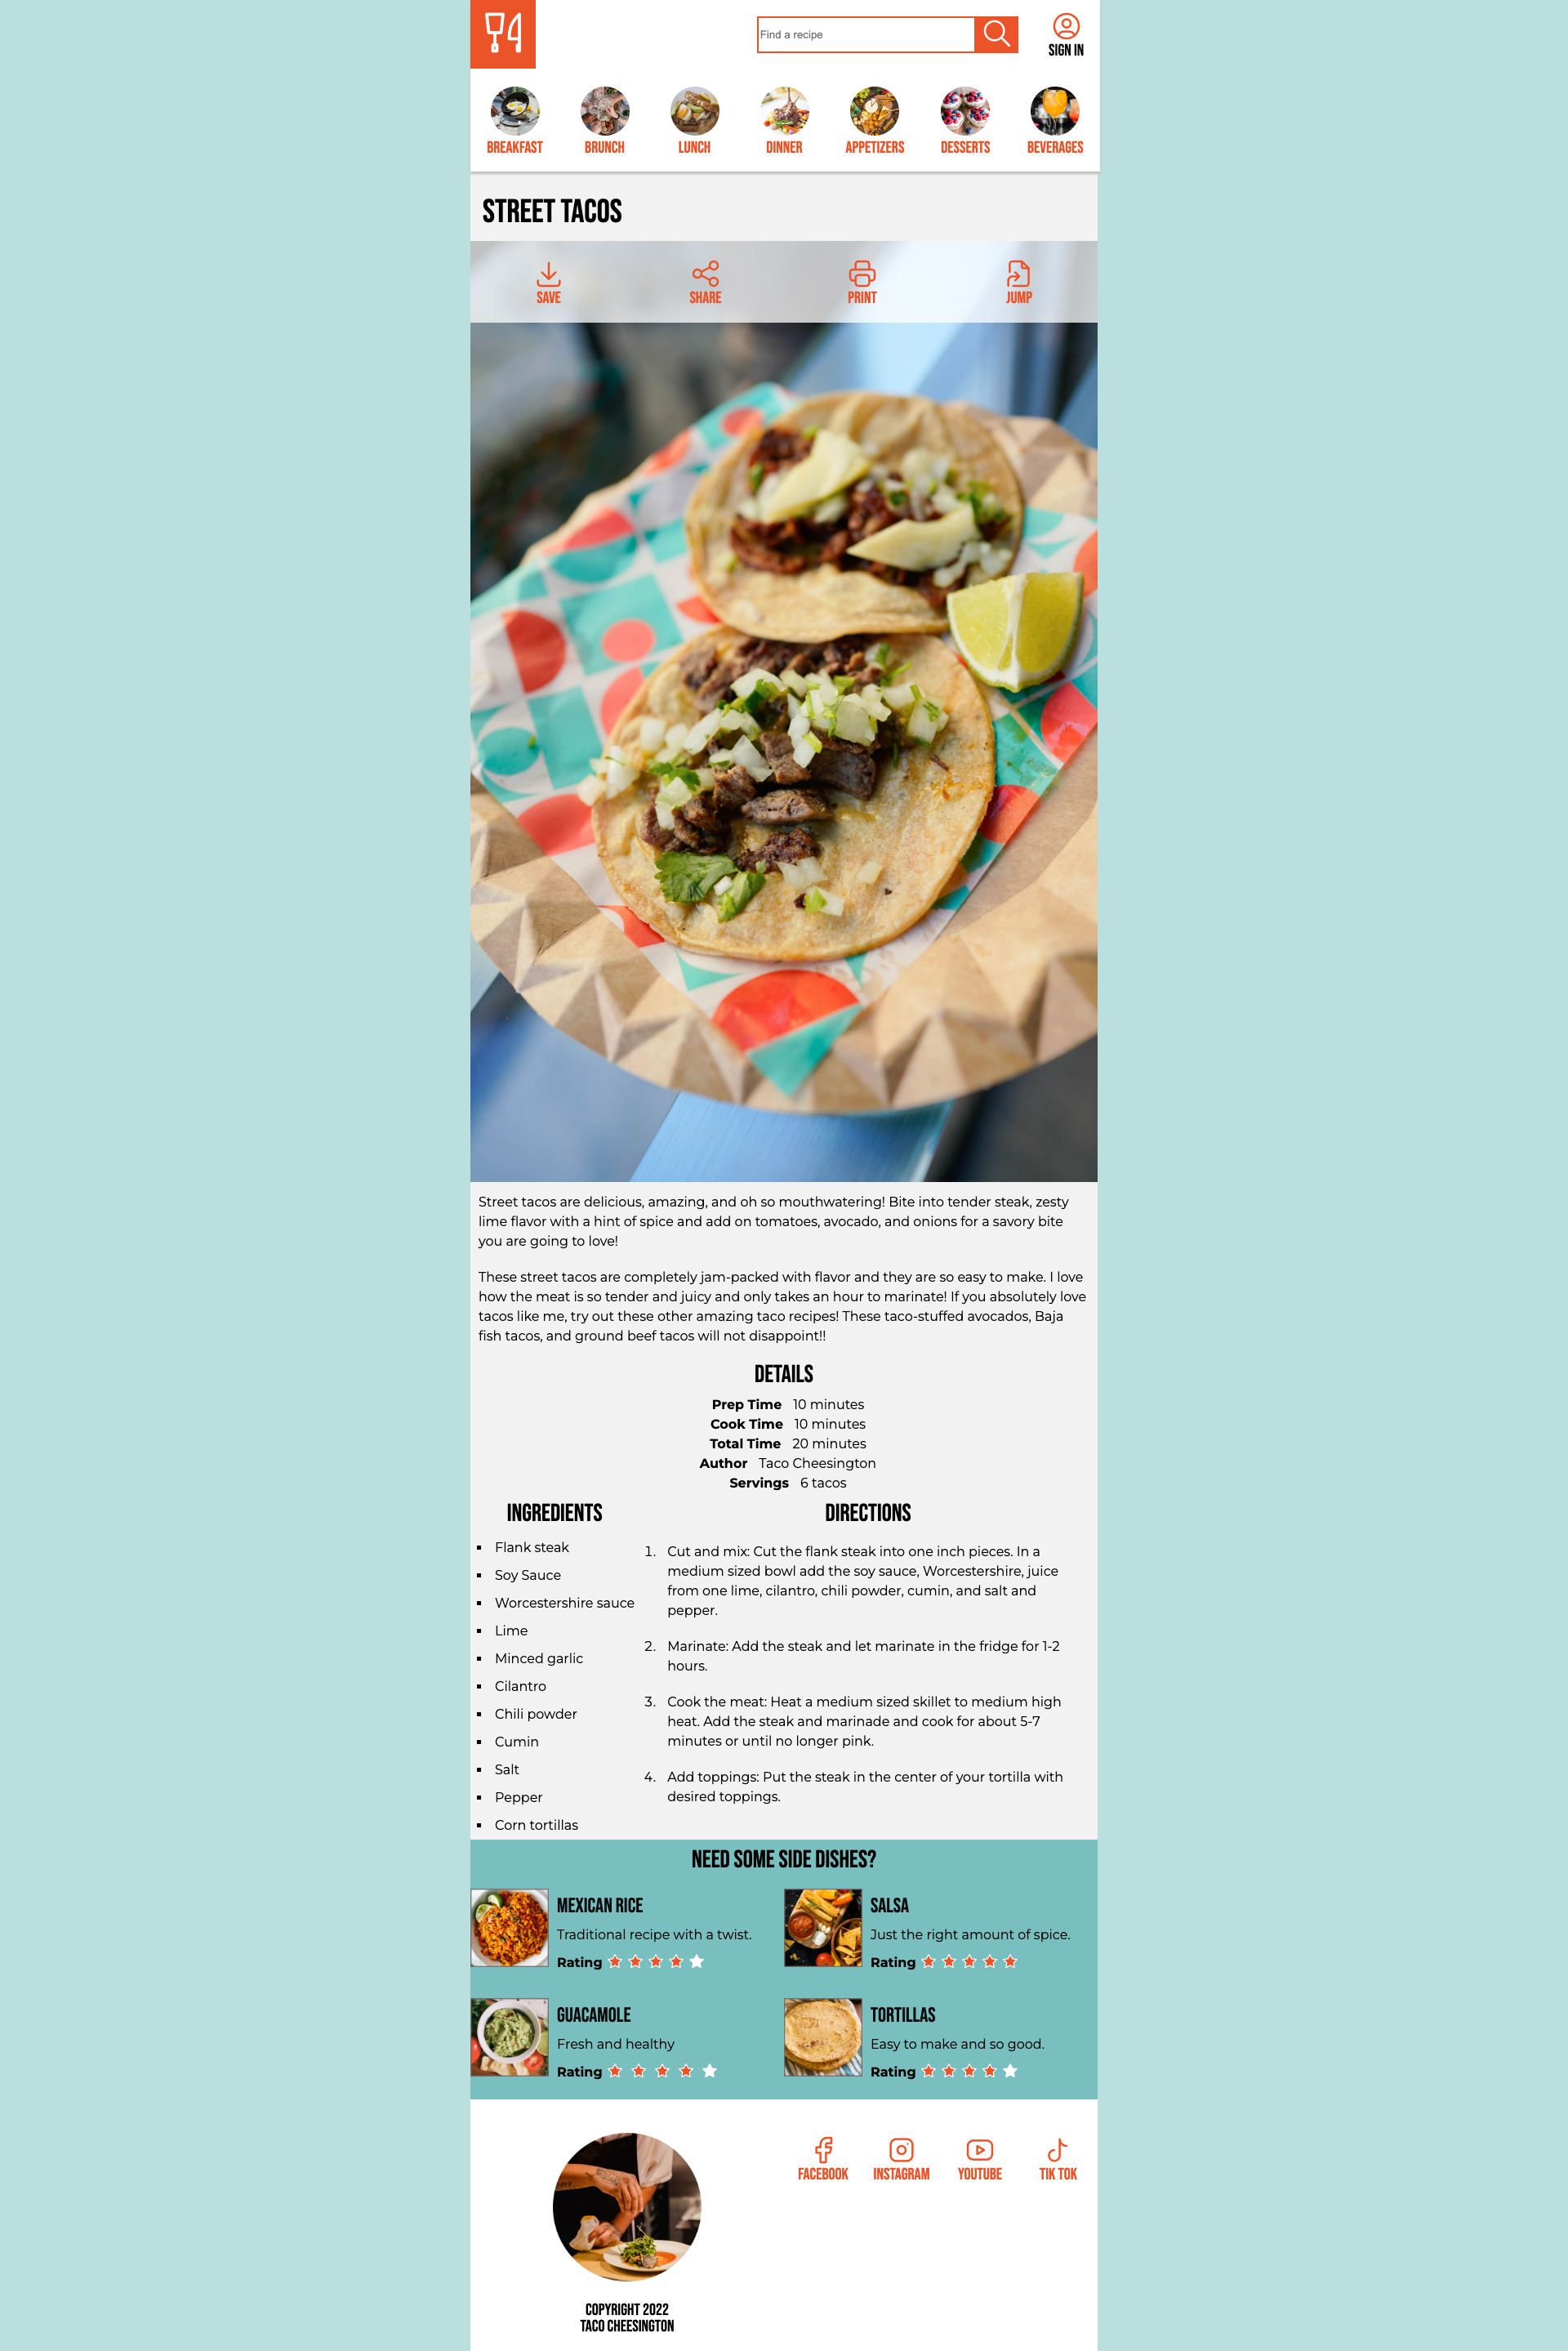 Find a recipe
SIGN IN
BREAKFAST BRUNCH LUNCH DINNER APPETIZERS DESSERTS BEVERAGES
STREET TACOS
SAVE SHARE PRINT JUMP
Street tacos are delicious, amazing, and oh so mouthwatering! Bite into tender steak, zesty
lime flavor with a hint of spice and add on tomatoes, avocado, and onions for a savory bite
you are going to love!
These street tacos are completely jam-packed with flavor and they are so easy to make. I love
how the meat is so tender and juicy and only takes an hour to marinate! If you absolutely love
tacos like me, try out these other amazing taco recipes! These taco-stuffed avocados, Baja
fish tacos, and ground beef tacos will not disappoint!!
DETAILS
Prep Time 10 minutes
Cook Time 10 minutes
Total Time 20 minutes
Author Taco Cheesington
Servings 6 tacos
INGREDIENTS
Flank steak
Soy Sauce
Worcestershire sauce
Lime
Minced garlic
Cilantro
Chili powder
Cumin
Salt
Pepper
Corn tortillas
DIRECTIONS
1. Cut and mix: Cut the flank steak into one inch pieces. In a
medium sized bowl add the soy sauce, Worcestershire, juice
from one lime, cilantro, chili powder, cumin, and salt and
pepper.
2. Marinate: Add the steak and let marinate in the fridge for 1-2
hours.
3. Cook the meat: Heat a medium sized skillet to medium high
heat. Add the steak and marinade and cook for about 5-7
minutes or until no longer pink.
4. Add toppings: Put the steak in the center of your tortilla with
desired toppings.
NEED SOME SIDE DISHES?
MEXICAN RICE
Traditional recipe with a twist.
Rating
SALSA
Just the right amount of spice.
Rating
GUACAMOLE
Fresh and healthy
Rating
TORTILLAS
Easy to make and so good.
Rating
FACEBOOK INSTAGRAM YOUTUBE TIK TOK
COPYRIGHT 2022
TACO CHEESINGTON